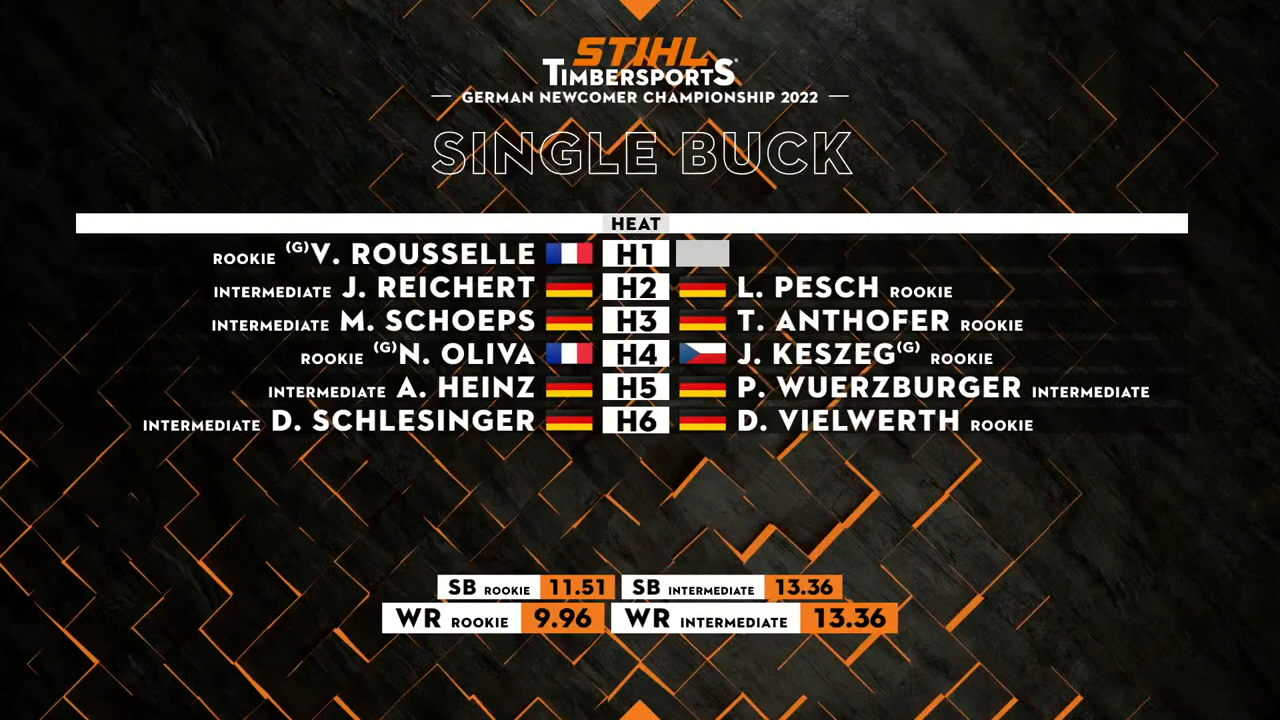 STIHL
TIMBERSPORTS®
GERMAN NEWCOMER CHAMPIONSHIP 2022
SINGLE BUCK
HEAT
ROOKIE (G)V. ROUSSELLE H1
INTERMEDIATE J. REICHERT H2 L. PESCH ROOKIE
INTERMEDIATE M. SCHOEPS H3 T. ANTHOFER ROOKIE
ROOKIE (G)N. OLIVA H4 J. KESZEG(G) ROOKIE
INTERMEDIATE A. HEINZ H5 P. WUERZBURGER INTERMEDIATE
INTERMEDIATE D. SCHLESINGER H6 D. VIELWERTH ROOKIE
SB ROOKIE 11.51 SB INTERMEDIATE 13.36
WR ROOKIE 9.96 WR INTERMEDIATE 13.36